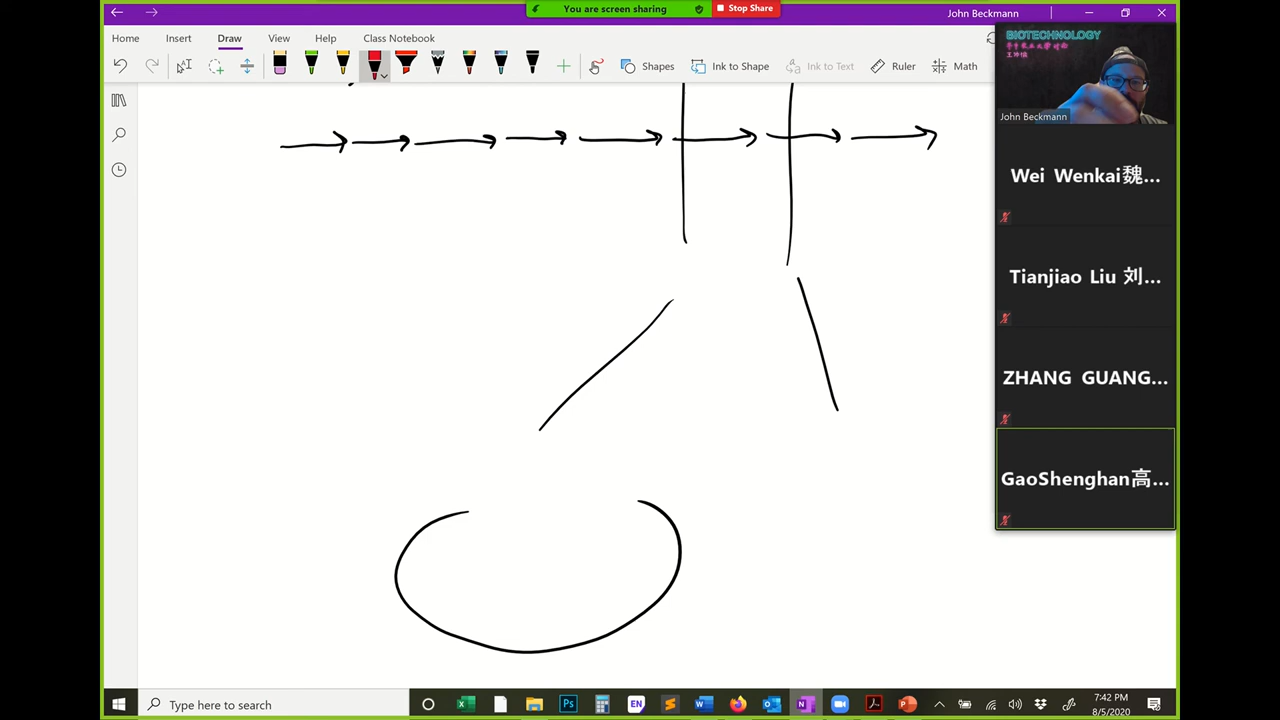 You are screen sharing
Stop Share
John Beckmann
Home
Insert
Draw
View
Help
Class Notebook
Shapes
Ink to Shape
Ink to Text
Ruler
Math
BIOTECHNOLOGY
John Beckmann
Wei Wenkai魏...
Tianjiao Liu 刘...
ZHANG GUANG...
GaoShenghan高...
Type here to search
EN
7:42 PM
8/5/2020